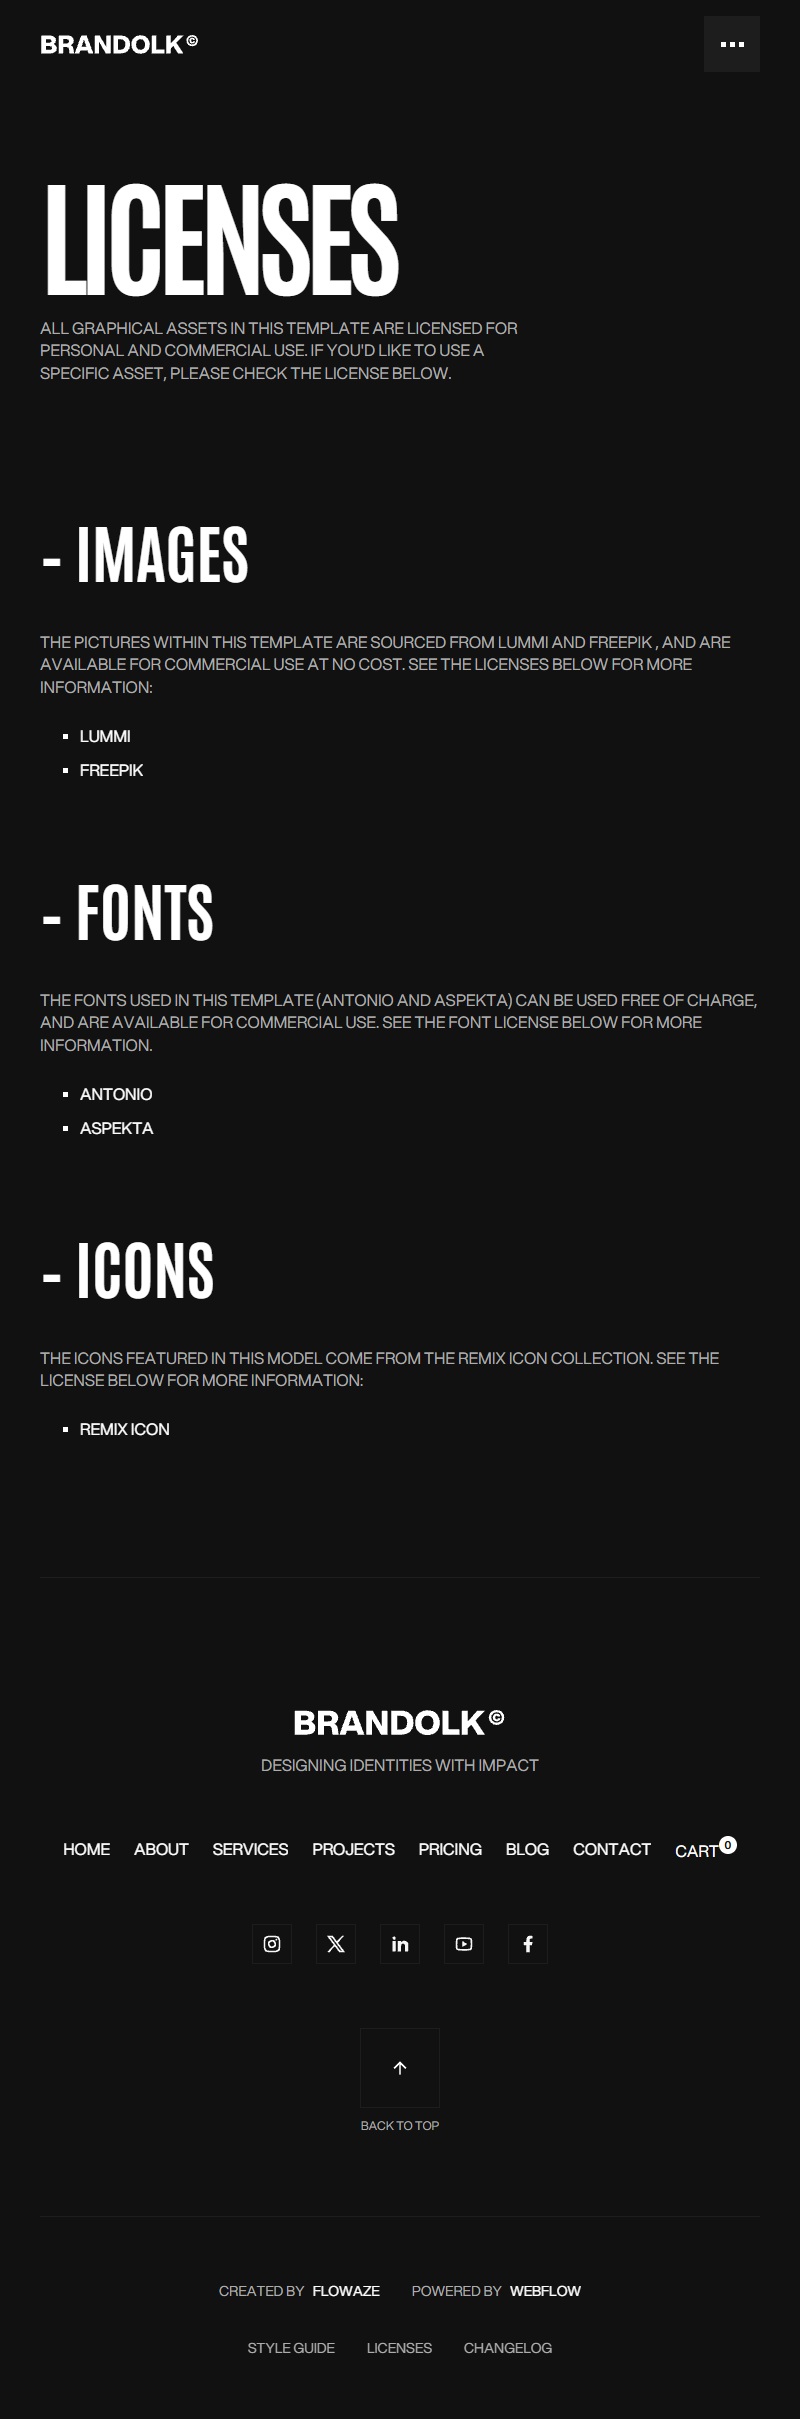 BRANDOLK©
LICENSES
ALL GRAPHICAL ASSETS IN THIS TEMPLATE ARE LICENSED FOR
PERSONAL AND COMMERCIAL USE. IF YOU'D LIKE TO USE A
SPECIFIC ASSET, PLEASE CHECK THE LICENSE BELOW.
- IMAGES
THE PICTURES WITHIN THIS TEMPLATE ARE SOURCED FROM LUMMI AND FREEPIK , AND ARE
AVAILABLE FOR COMMERCIAL USE AT NO COST. SEE THE LICENSES BELOW FOR MORE
INFORMATION:
▪ LUMMI
▪ FREEPIK
- FONTS
THE FONTS USED IN THIS TEMPLATE (ANTONIO AND ASPEKTA) CAN BE USED FREE OF CHARGE,
AND ARE AVAILABLE FOR COMMERCIAL USE. SEE THE FONT LICENSE BELOW FOR MORE
INFORMATION.
▪ ANTONIO
▪ ASPEKTA
- ICONS
THE ICONS FEATURED IN THIS MODEL COME FROM THE REMIX ICON COLLECTION. SEE THE
LICENSE BELOW FOR MORE INFORMATION:
▪ REMIX ICON
BRANDOLK©
DESIGNING IDENTITIES WITH IMPACT
HOME ABOUT SERVICES PROJECTS PRICING BLOG CONTACT CART 0
BACK TO TOP
CREATED BY FLOWAZE POWERED BY WEBFLOW
STYLE GUIDE LICENSES CHANGELOG